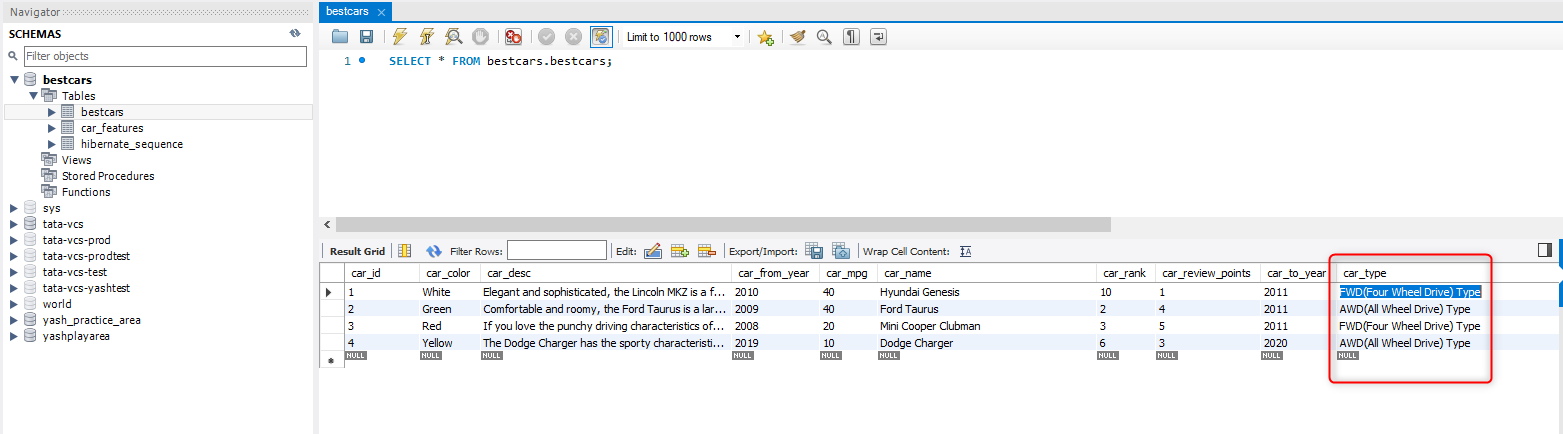 Navigator
SCHEMAS
Filter objects
bestcars
Tables
bestcars
car_features
hibernate_sequence
Views
Stored Procedures
Functions
sys
tata-vcs
tata-vcs-prod
tata-vcs-prodtest
tata-vcs-test
tata-vcs-yashtest
world
yash_practice_area
yashplayarea
bestcars
Limit to 1000 rows
1 SELECT * FROM bestcars.bestcars;
Result Grid Filter Rows: Edit: Export/Import: Wrap Cell Content:
car_id car_color car_desc car_from_year car_mpg car_name car_rank car_review_points car_to_year car_type
1 White Elegant and sophisticated, the Lincoln MKZ is a f... 2010 40 Hyundai Genesis 10 1 2011 FWD(Four Wheel Drive) Type
2 Green Comfortable and roomy, the Ford Taurus is a lar... 2009 40 Ford Taurus 2 4 2011 AWD(All Wheel Drive) Type
3 Red If you love the punchy driving characteristics of... 2008 20 Mini Cooper Clubman 3 5 2011 FWD(Four Wheel Drive) Type
4 Yellow The Dodge Charger has the sporty characteristi... 2019 10 Dodge Charger 6 3 2020 AWD(All Wheel Drive) Type
NULL NULL NULL NULL NULL NULL NULL NULL NULL NULL